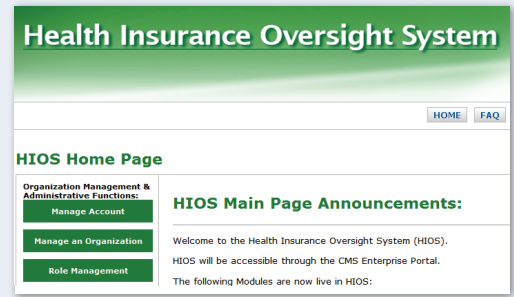 Health Insurance Oversight System
HOME FAQ
HIOS Home Page
Organization Management &
Administrative Functions:
Manage Account
Manage an Organization
Role Management
HIOS Main Page Announcements:
Welcome to the Health Insurance Oversight System (HIOS).
HIOS will be accessible through the CMS Enterprise Portal.
The following Modules are now live in HIOS: